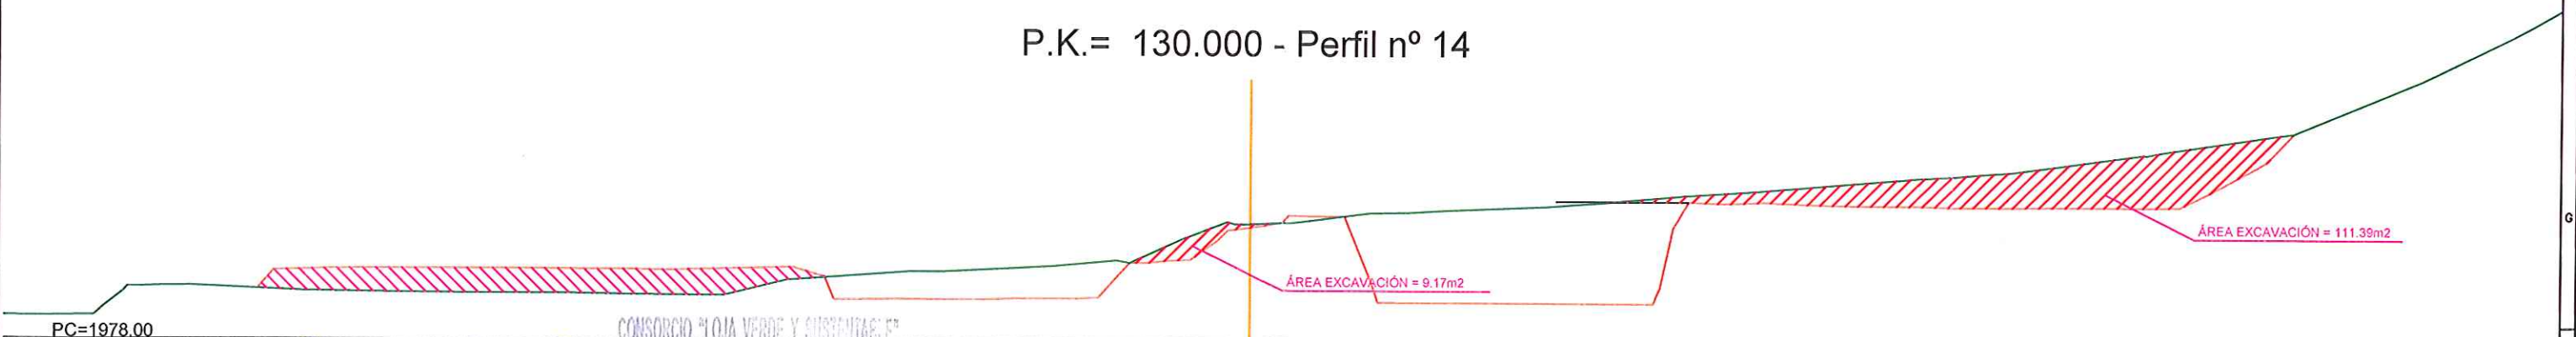 P.K.= 130.000 - Perfil nº 14
G
ÁREA EXCAVACIÓN = 111.39m2
ÁREA EXCAVACIÓN = 9.17m2
PC=1978.00
CONSORCIO "LOJA VERDE Y SUSTENTABLE"